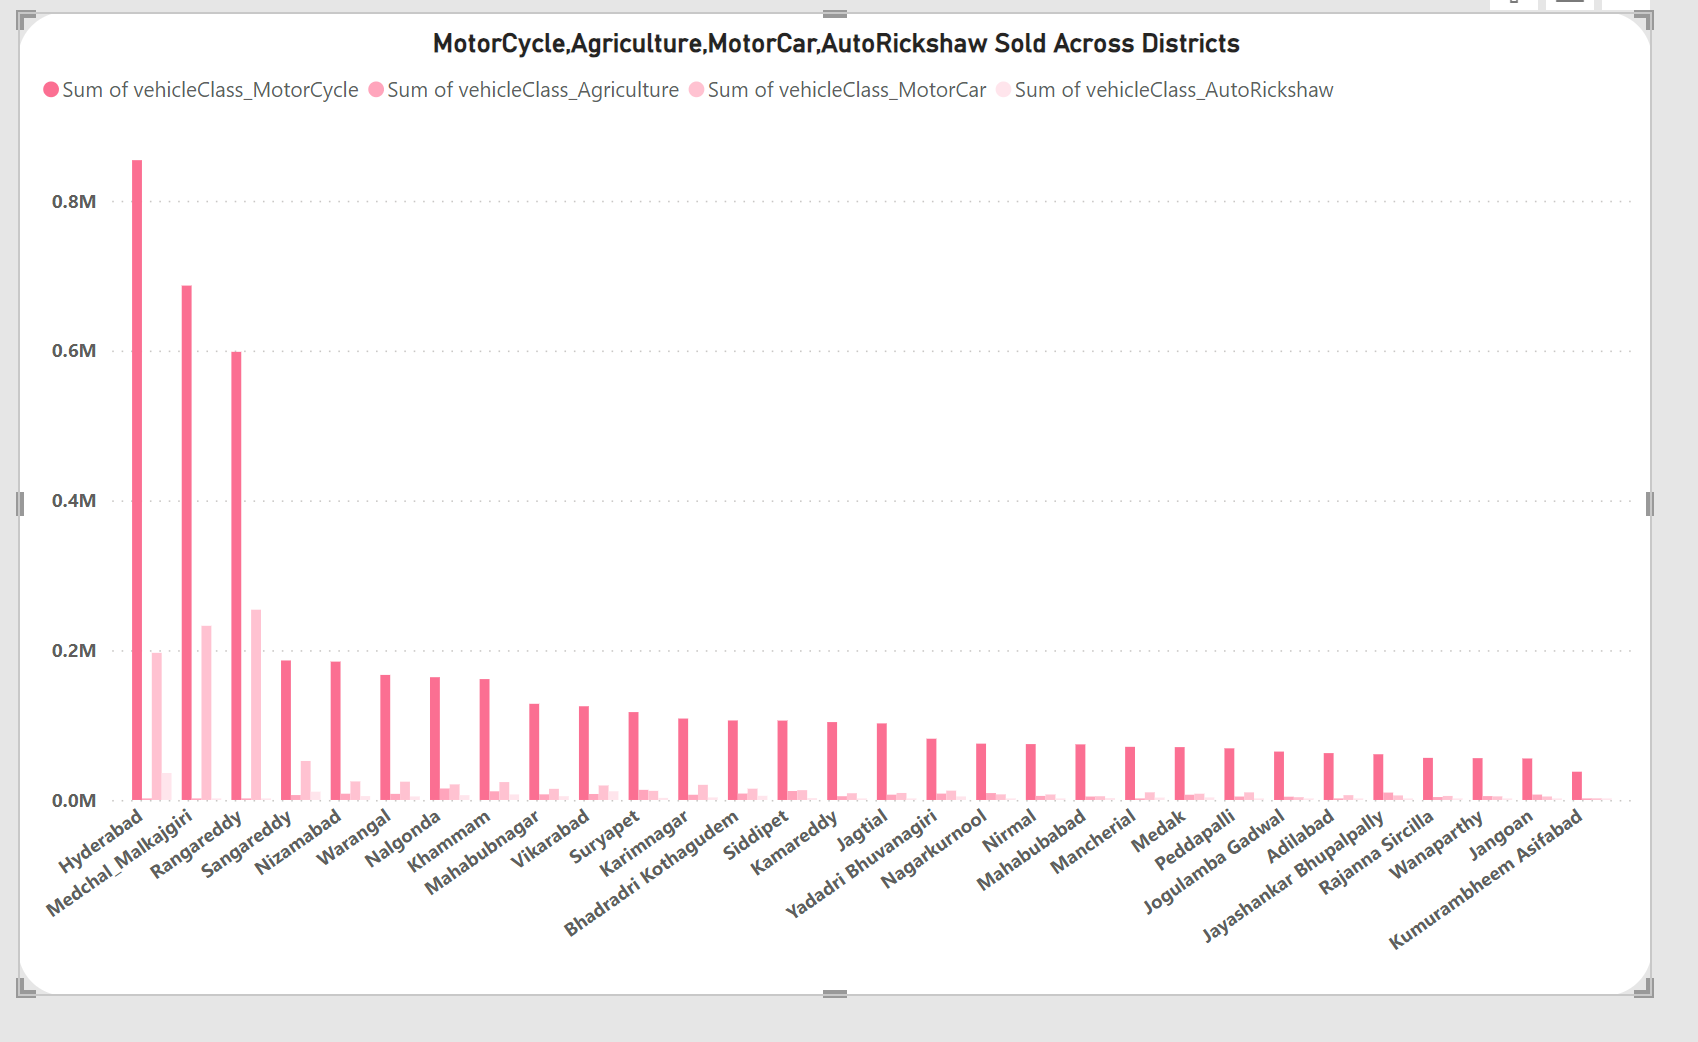 MotorCycle,Agriculture,MotorCar,AutoRickshaw Sold Across Districts
Sum of vehicleClass_MotorCycle Sum of vehicleClass_Agriculture Sum of vehicleClass_MotorCar Sum of vehicleClass_AutoRickshaw
0.8M
0.6M
0.4M
0.2M
0.0M
Hyderabad
Medchal_Malkajgiri
Rangareddy
Sangareddy
Nizamabad
Warangal
Nalgonda
Khammam
Mahabubnagar
Vikarabad
Suryapet
Karimnagar
Bhadradri Kothagudem
Siddipet
Kamareddy
Jagtial
Yadadri Bhuvanagiri
Nagarkurnool
Nirmal
Mahabubabad
Mancherial
Medak
Peddapalli
Jogulamba Gadwal
Adilabad
Jayashankar Bhupalpally
Rajanna Sircilla
Wanaparthy
Jangoan
Kumurambheem Asifabad